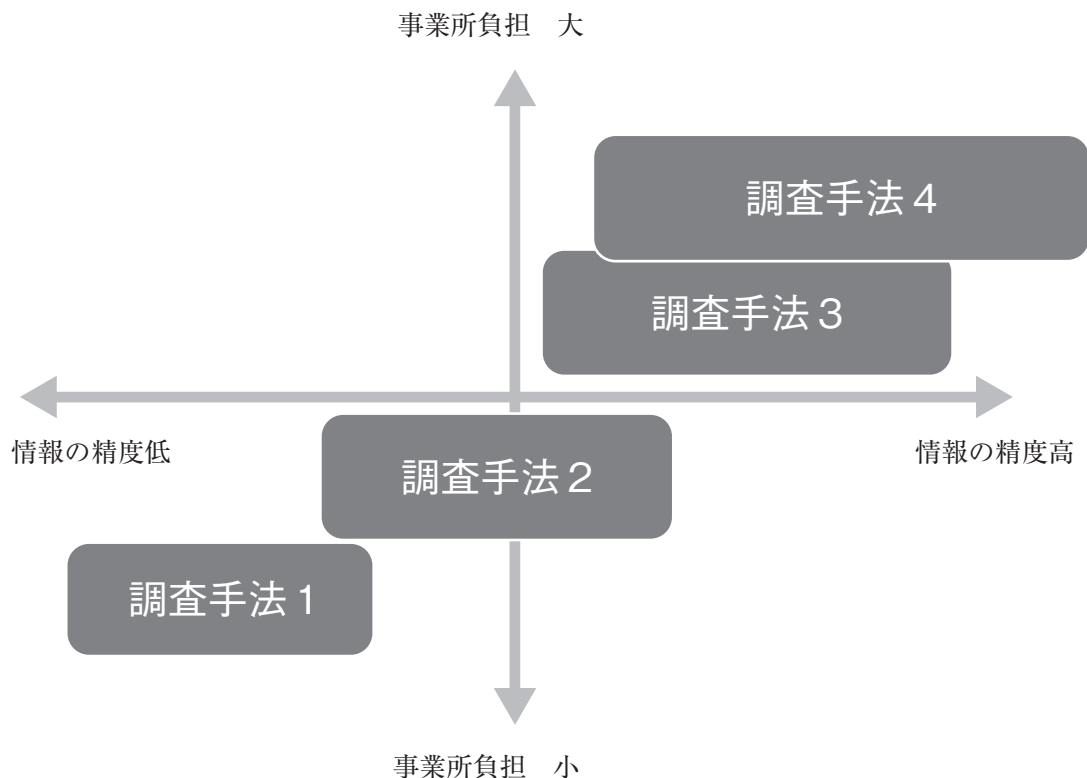 事業所負担　大
調査手法４
調査手法３
情報の精度低
情報の精度高
調査手法２
調査手法１
事業所負担　小